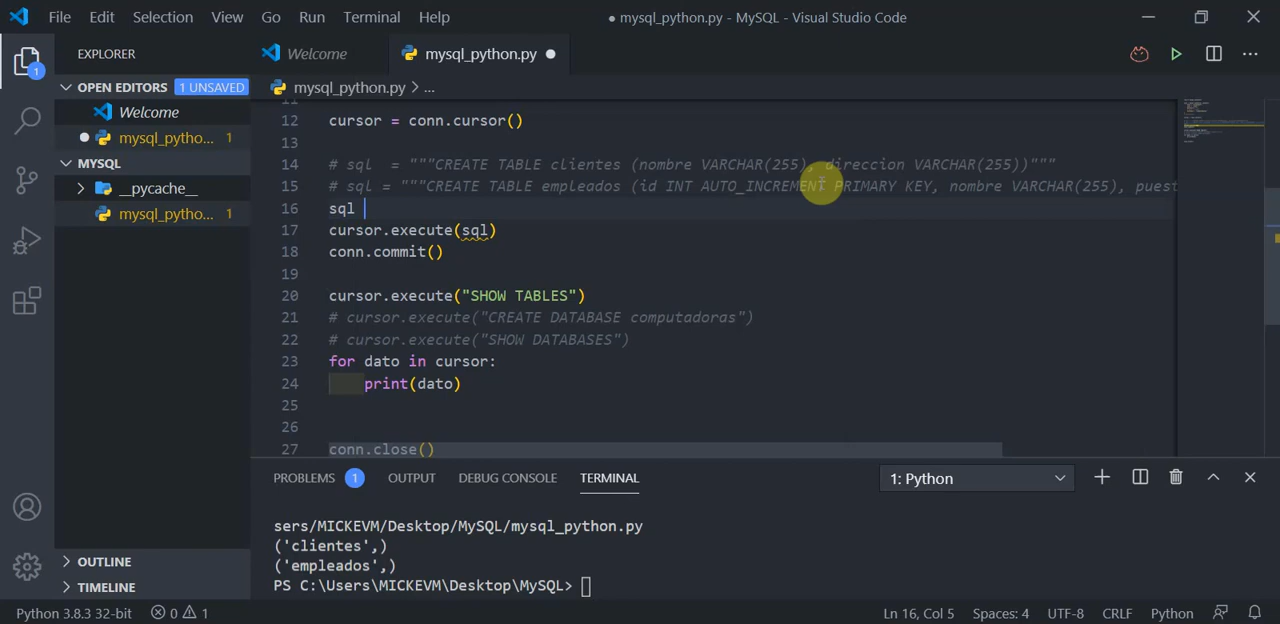 File Edit Selection View Go Run Terminal Help ● mysql_python.py - MySQL - Visual Studio Code
EXPLORER
Welcome
mysql_python.py ●
OPEN EDITORS 1 UNSAVED
mysql_python.py > ...
Welcome
● mysql_pytho... 1
MYSQL
> __pycache__
mysql_pytho... 1
11
12 cursor = conn.cursor()
13
14 # sql  = """CREATE TABLE clientes (nombre VARCHAR(255), direccion VARCHAR(255))"""
15 # sql = """CREATE TABLE empleados (id INT AUTO_INCREMENT PRIMARY KEY, nombre VARCHAR(255), puest
16 sql
17 cursor.execute(sql)
18 conn.commit()
19
20 cursor.execute("SHOW TABLES")
21 # cursor.execute("CREATE DATABASE computadoras")
22 # cursor.execute("SHOW DATABASES")
23 for dato in cursor:
24     print(dato)
25
26
27 conn.close()
PROBLEMS 1 OUTPUT DEBUG CONSOLE TERMINAL 1: Python
sers/MICKEVM/Desktop/MySQL/mysql_python.py
('clientes',)
('empleados',)
PS C:\Users\MICKEVM\Desktop\MySQL>
> OUTLINE
> TIMELINE
1
Python 3.8.3 32-bit 0 1 Ln 16, Col 5 Spaces: 4 UTF-8 CRLF Python